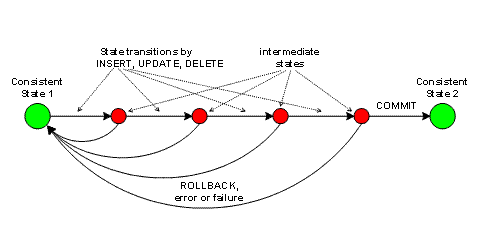 State transitions by
INSERT, UPDATE, DELETE
intermediate
states
Consistent
State 1
Consistent
State 2
COMMIT
ROLLBACK,
error or failure